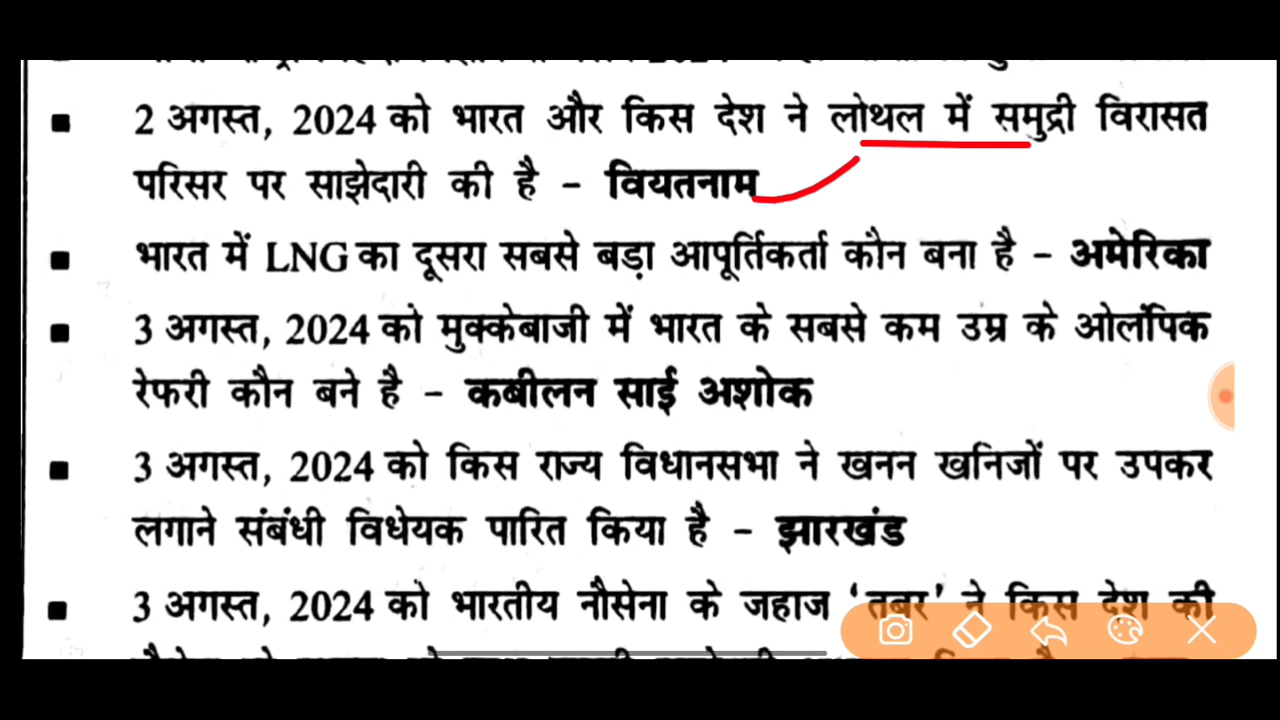 2 अगस्त, 2024 को भारत और किस देश ने लोथल में समुद्री विरासत
परिसर पर साझेदारी की है – वियतनाम
भारत में LNG का दूसरा सबसे बड़ा आपूर्तिकर्ता कौन बना है – अमेरिका
3 अगस्त, 2024 को मुक्केबाजी में भारत के सबसे कम उम्र के ओलंपिक
रेफरी कौन बने है – कबीलन साई अशोक
3 अगस्त, 2024 को किस राज्य विधानसभा ने खनन खनिजों पर उपकर
लगाने संबंधी विधेयक पारित किया है – झारखंड
3 अगस्त, 2024 को भारतीय नौसेना के जहाज ‘तबर’ ने किस देश की